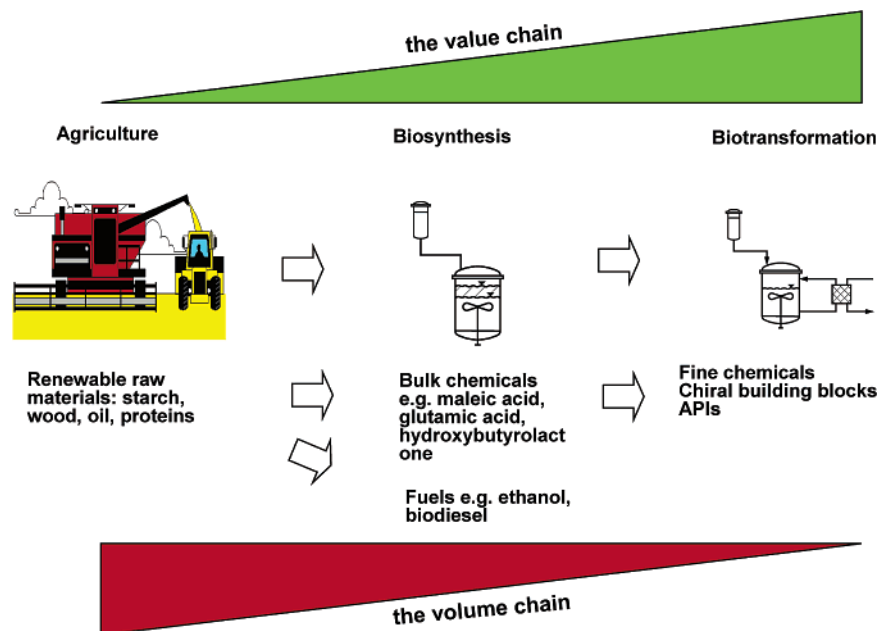 the value chain
Agriculture
Biosynthesis
Biotransformation
Renewable raw
materials: starch,
wood, oil, proteins
Bulk chemicals
e.g. maleic acid,
glutamic acid,
hydroxybutyrolact
one
Fuels e.g. ethanol,
biodiesel
Fine chemicals
Chiral building blocks
APIs
the volume chain